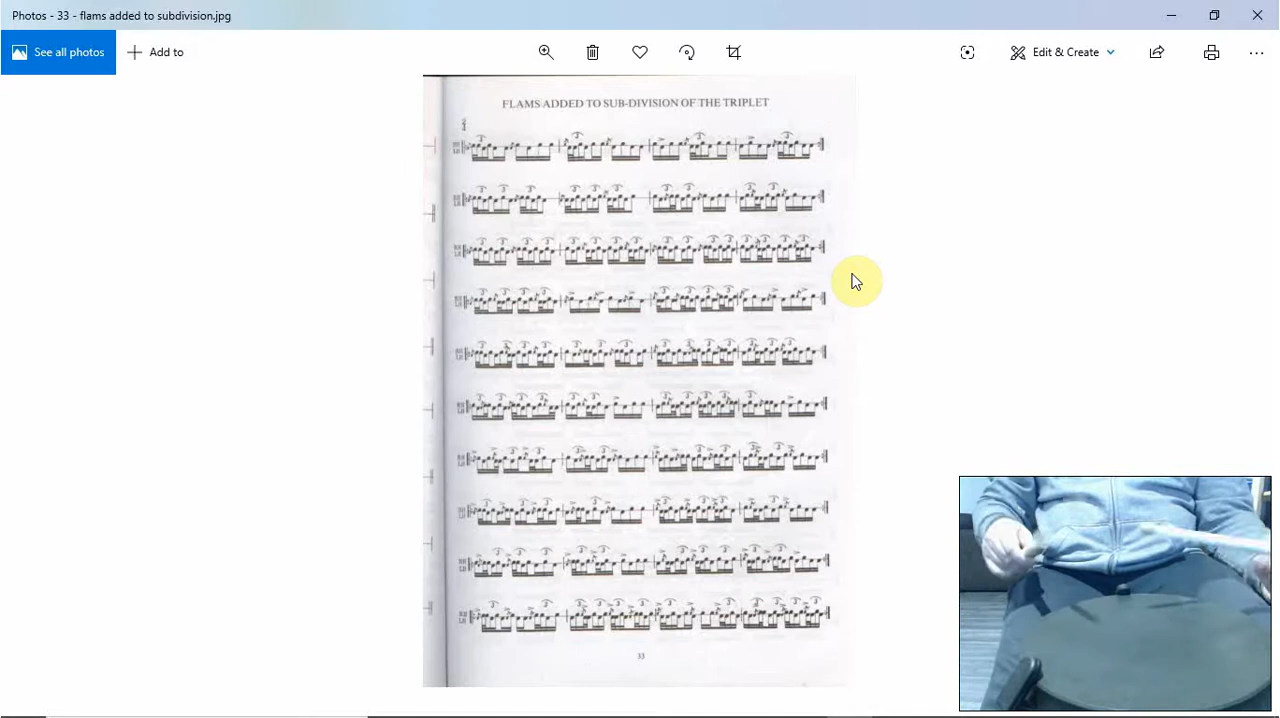 Photos - 33 - flams added to subdivision.jpg
See all photos
Add to
Edit & Create
FLAMS ADDED TO SUB-DIVISION OF THE TRIPLET
33